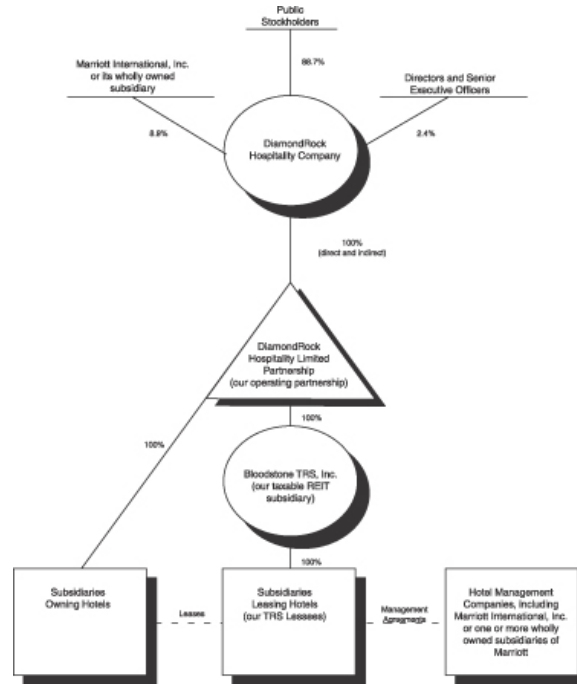 Public
Stockholders
88.7%
Marriott International, Inc.
or its wholly owned
subsidiary
Directors and Senior
Executive Officers
8.9%
2.4%
DiamondRock
Hospitality Company
100%
(direct and indirect)
DiamondRock
Hospitality Limited
Partnership
(our operating partnership)
100%
100%
Bloodstone TRS, Inc.
(our taxable REIT
subsidiary)
100%
Subsidiaries
Owning Hotels
Leases
Subsidiaries
Leasing Hotels
(our TRS Lessees)
Management
Agreements
Hotel Management
Companies, including
Marriott International, Inc.
or one or more wholly
owned subsidiaries of
Marriott